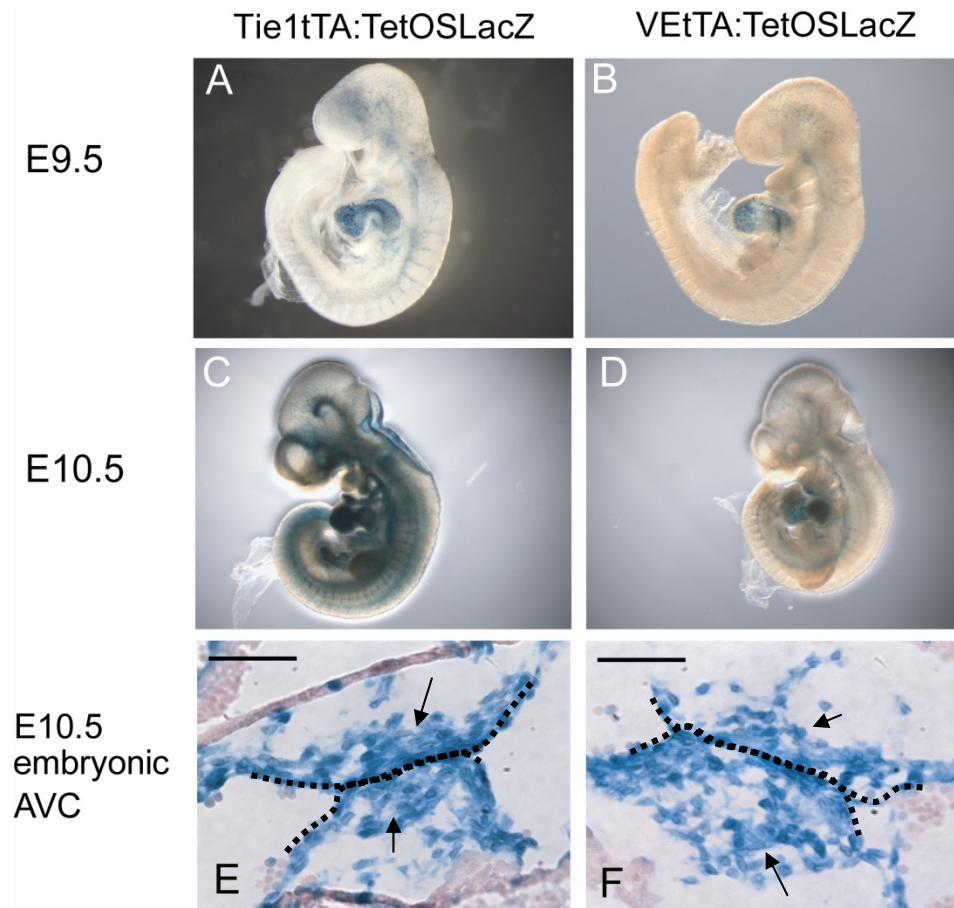 Tie1tTA:TetOSLacZ
VEtTA:TetOSLacZ
A
B
E9.5
C
D
E10.5
E10.5
embryonic
AVC
E
F